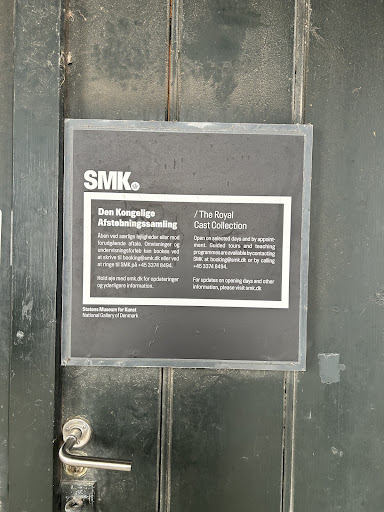 SMK
Den Kongelige
Afstøbningssamling
Åben ved særlige lejligheder eller med
forudgående aftale. Omvisninger og
undervisningsforløb kan bookes ved
at skrive til booking@smk.dk eller ved
at ringe til SMK på +45 3374 8494.
Hold øje med smk.dk for opdateringer
og yderligere information.
/ The Royal
Cast Collection
Open on selected days and by appoint-
ment. Guided tours and teaching
programmes are available by contacting
SMK at booking@smk.dk or by calling
+45 3374 8494.
For updates on opening days and other
information, please visit smk.dk
Statens Museum for Kunst
National Gallery of Denmark